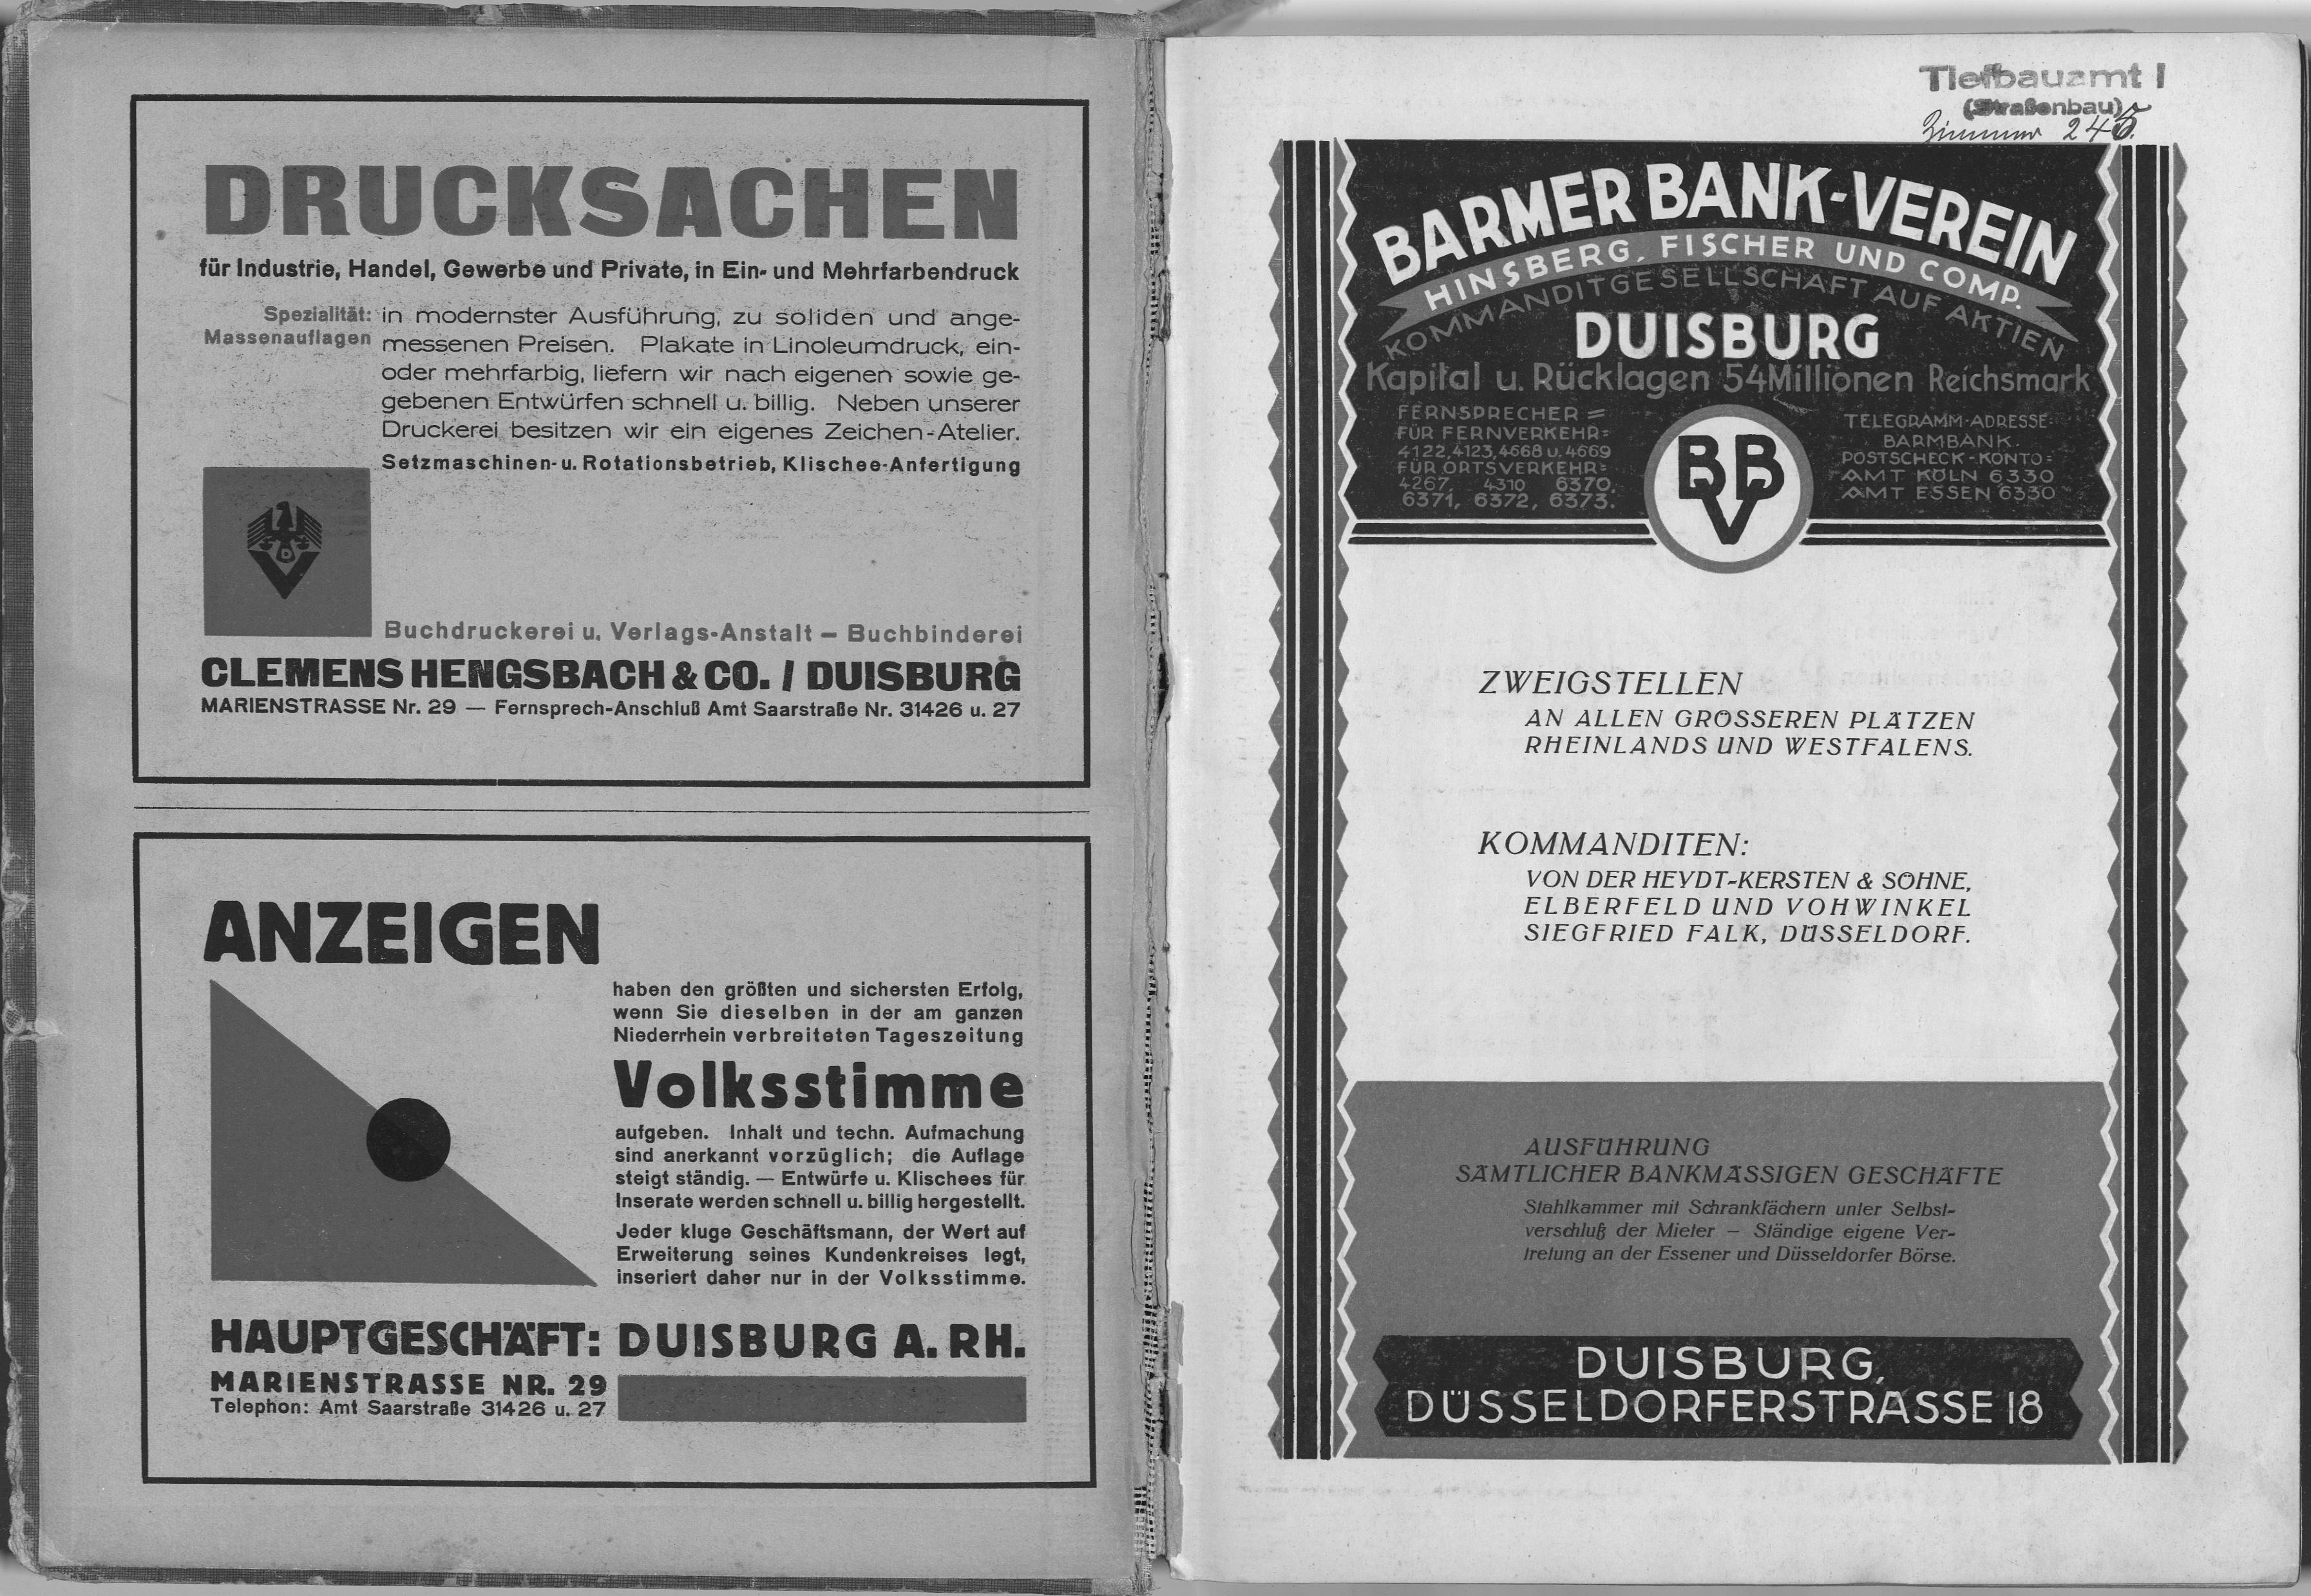 DRUCKSACHEN
für Industrie, Handel, Gewerbe und Private, in Ein- und Mehrfarbendruck
Spezialität:
Massenauflagen
in modernster Ausführung, zu soliden und ange-
messenen Preisen. Plakate in Linoleumdruck, ein-
oder mehrfarbig, liefern wir nach eigenen sowie ge-
gebenen Entwürfen schnell u. billig. Neben unserer
Druckerei besitzen wir ein eigenes Zeichen-Atelier.
Setzmaschinen- u. Rotationsbetrieb, Klischee-Anfertigung
D
Buchdruckerei u. Verlags-Anstalt — Buchbinderei
CLEMENS HENGSBACH & CO. / DUISBURG
MARIENSTRASSE Nr. 29 — Fernsprech-Anschluß Amt Saarstraße Nr. 31426 u. 27
ANZEIGEN
haben den größten und sichersten Erfolg,
wenn Sie dieselben in der am ganzen
Niederrhein verbreiteten Tageszeitung
Volksstimme
aufgeben. Inhalt und techn. Aufmachung
sind anerkannt vorzüglich; die Auflage
steigt ständig. — Entwürfe u. Klischees für
Inserate werden schnell u. billig hergestellt.
Jeder kluge Geschäftsmann, der Wert auf
Erweiterung seines Kundenkreises legt,
inseriert daher nur in der Volksstimme.
HAUPTGESCHÄFT: DUISBURG A. RH.
MARIENSTRASSE NR. 29
Telephon: Amt Saarstraße 31426 u. 27
Tiefbauamt I
(Straßenbau)
Zimmer 245.
BARMER BANK-VEREIN
HINSBERG, FISCHER UND COMP.
KOMMANDITGESELLSCHAFT AUF AKTIEN
DUISBURG
Kapital u. Rücklagen 54 Millionen Reichsmark
FERNSPRECHER =
FÜR FERNVERKEHR=
4122, 4123, 4668 u. 4669
FÜR ORTSVERKEHR=
4267, 4310 6370,
6371, 6372, 6373.
BBV
TELEGRAMM-ADRESSE=
BARMBANK.
POSTSCHECK-KONTO=
AMT KÖLN 6330
AMT ESSEN 6330
ZWEIGSTELLEN
AN ALLEN GRÖSSEREN PLÄTZEN
RHEINLANDS UND WESTFALENS.
KOMMANDITEN:
VON DER HEYDT-KERSTEN & SÖHNE,
ELBERFELD UND VOHWINKEL
SIEGFRIED FALK, DÜSSELDORF.
AUSFÜHRUNG
SÄMTLICHER BANKMÄSSIGEN GESCHÄFTE
Stahlkammer mit Schrankfächern unter Selbst-
verschluß der Mieter — Ständige eigene Ver-
tretung an der Essener und Düsseldorfer Börse.
DUISBURG,
DÜSSELDORFERSTRASSE 18